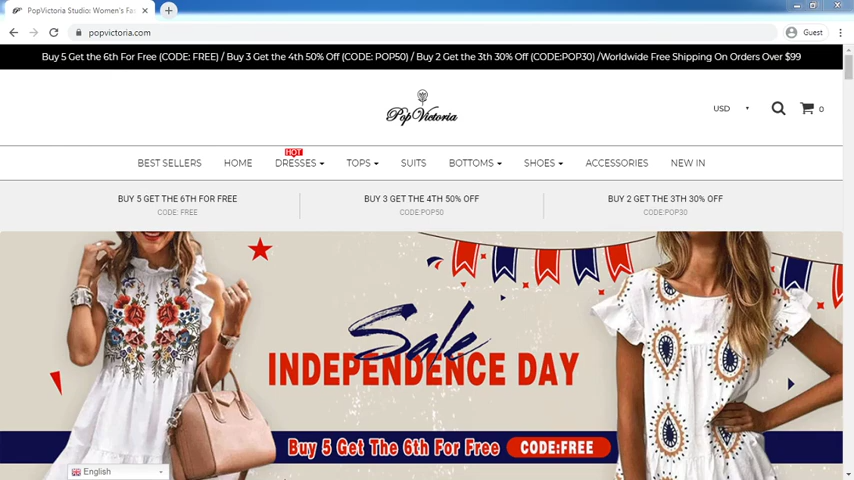 PopVictoria Studio: Women's Fas
popvictoria.com
Guest
Buy 5 Get the 6th For Free (CODE: FREE) / Buy 3 Get the 4th 50% Off (CODE: POP50) / Buy 2 Get the 3th 30% Off (CODE:POP30) /Worldwide Free Shipping On Orders Over $99
PopVictoria
USD
0
HOT
BEST SELLERS HOME DRESSES TOPS SUITS BOTTOMS SHOES ACCESSORIES NEW IN
BUY 5 GET THE 6TH FOR FREE BUY 3 GET THE 4TH 50% OFF BUY 2 GET THE 3TH 30% OFF
CODE: FREE CODE:POP50 CODE:POP30
Sale
INDEPENDENCE DAY
Buy 5 Get The 6th For Free CODE:FREE
English